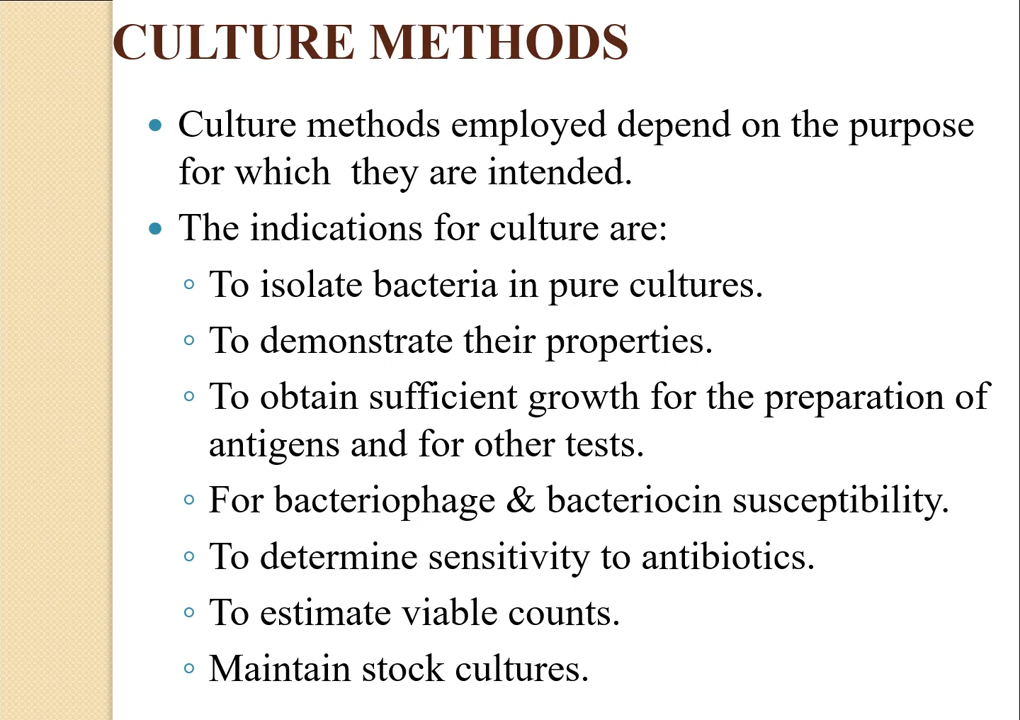 CULTURE METHODS
• Culture methods employed depend on the purpose
for which  they are intended.
• The indications for culture are:
◦ To isolate bacteria in pure cultures.
◦ To demonstrate their properties.
◦ To obtain sufficient growth for the preparation of
antigens and for other tests.
◦ For bacteriophage & bacteriocin susceptibility.
◦ To determine sensitivity to antibiotics.
◦ To estimate viable counts.
◦ Maintain stock cultures.